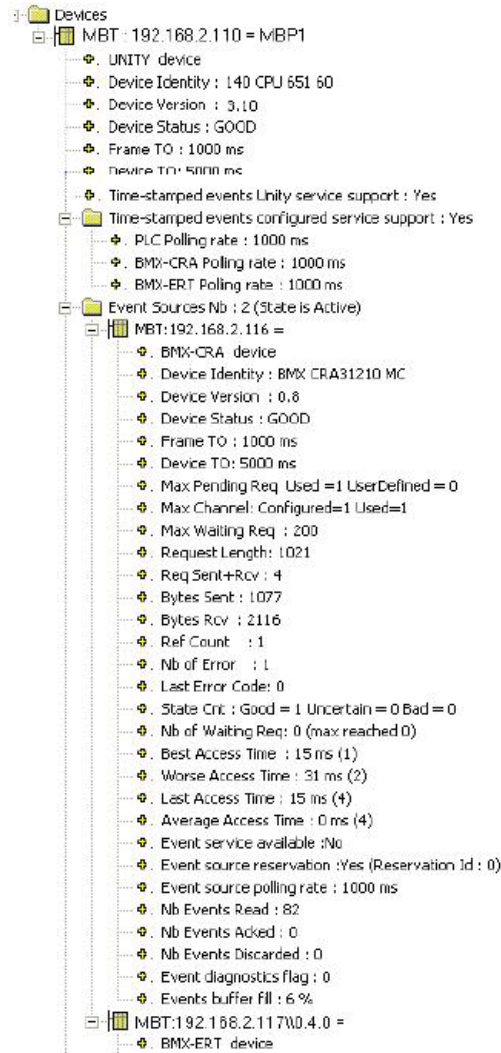 Devices
MBT : 192.168.2.110 = MBP1
UNITY device
Device Identity : 140 CPU 651 60
Device Version : 3.10
Device Status : GOOD
Frame TO : 1000 ms
Device TO: 5000 ms
Time-stamped events Unity service support : Yes
Time-stamped events configured service support : Yes
PLC Polling rate : 1000 ms
BMX-CRA Polling rate : 1000 ms
BMX-ERT Polling rate : 1000 ms
Event Sources Nb : 2 (State is Active)
MBT:192.168.2.116 =
BMX-CRA device
Device Identity : BMX CRA31210 MC
Device Version : 0.8
Device Status : GOOD
Frame TO : 1000 ms
Device TO: 5000 ms
Max Pending Req Used =1 UserDefined = 0
Max Channel: Configured=1 Used=1
Max Waiting Req : 200
Request Length: 1021
Req Sent+Rcv : 4
Bytes Sent : 1077
Bytes Rcv : 2116
Ref Count : 1
Nb of Error : 1
Last Error Code: 0
State Cnt : Good = 1 Uncertain = 0 Bad = 0
Nb of Waiting Req: 0 (max reached 0)
Best Access Time : 15 ms (1)
Worse Access Time : 31 ms (2)
Last Access Time : 15 ms (4)
Average Access Time : 0 ms (4)
Event service available :No
Event source reservation :Yes (Reservation Id : 0)
Event source polling rate : 1000 ms
Nb Events Read : 82
Nb Events Acked : 0
Nb Events Discarded : 0
Event diagnostics flag : 0
Events buffer fill : 6 %
MBT:192.168.2.117\\0.4.0 =
BMX-ERT device